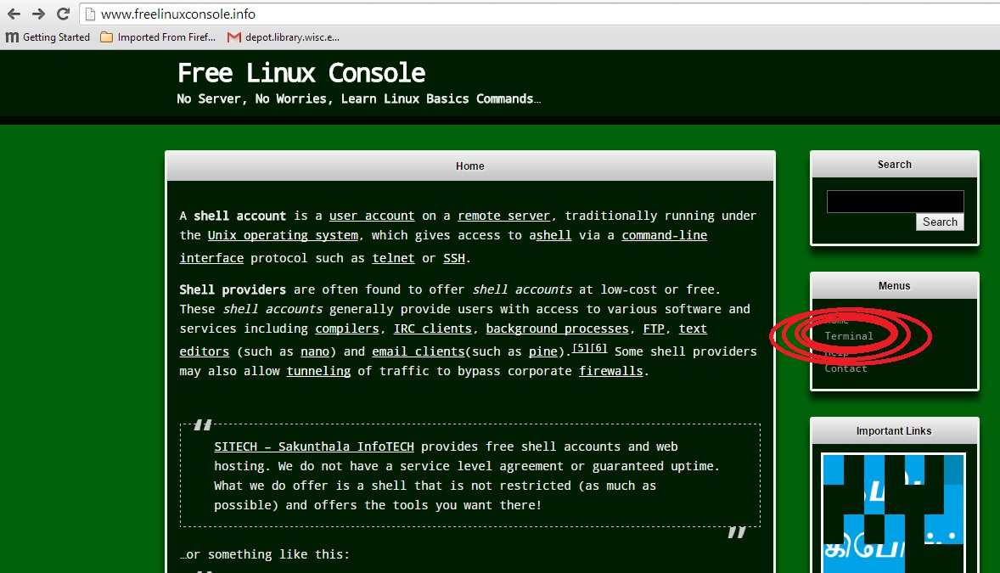 www.freelinuxconsole.info
Getting Started
Imported From Firef...
depot.library.wisc.e...
Free Linux Console
No Server, No Worries, Learn Linux Basics Commands…
Home
A shell account is a user account on a remote server, traditionally running under
the Unix operating system, which gives access to ashell via a command-line
interface protocol such as telnet or SSH.
Shell providers are often found to offer shell accounts at low-cost or free.
These shell accounts generally provide users with access to various software and
services including compilers, IRC clients, background processes, FTP, text
editors (such as nano) and email clients(such as pine).[5][6] Some shell providers
may also allow tunneling of traffic to bypass corporate firewalls.
“
SITECH – Sakunthala InfoTECH provides free shell accounts and web
hosting. We do not have a service level agreement or guaranteed uptime.
What we do offer is a shell that is not restricted (as much as
possible) and offers the tools you want there!
”
…or something like this:
Search
Search
Menus
Home
Terminal
Help
Contact
Important Links